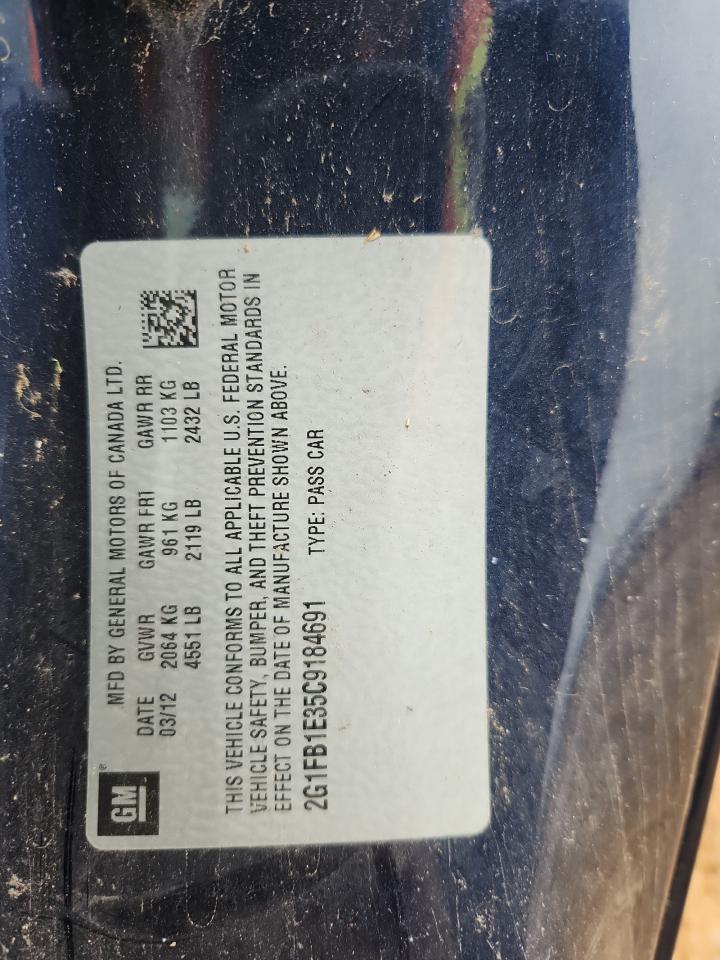 GM ®
MFD BY GENERAL MOTORS OF CANADA LTD.
DATE GVWR GAWR FRT GAWR RR
03/12 2064 KG 961 KG 1103 KG
4551 LB 2119 LB 2432 LB
THIS VEHICLE CONFORMS TO ALL APPLICABLE U.S. FEDERAL MOTOR
VEHICLE SAFETY, BUMPER, AND THEFT PREVENTION STANDARDS IN
EFFECT ON THE DATE OF MANUFACTURE SHOWN ABOVE.
2G1FB1E35C9184691 TYPE: PASS CAR